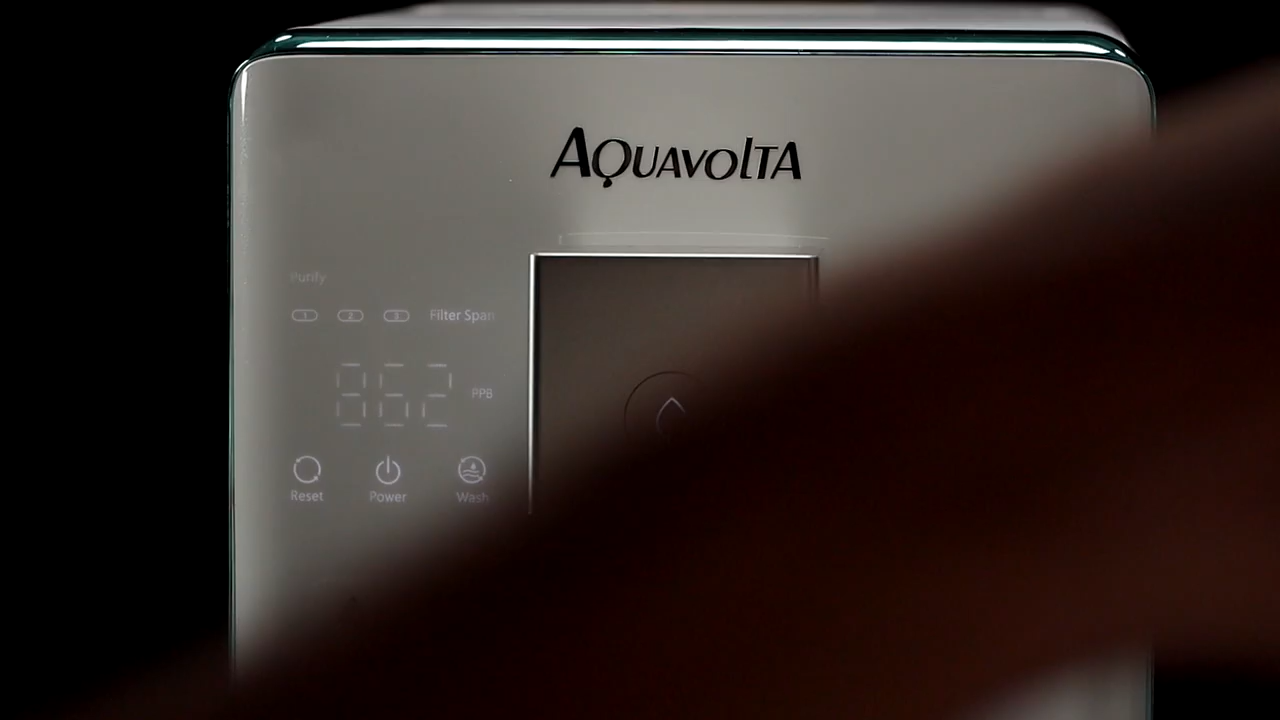 AQUAVOLTA
Purify
1 2 3 Filter Span
862 PPB
Reset Power Wash